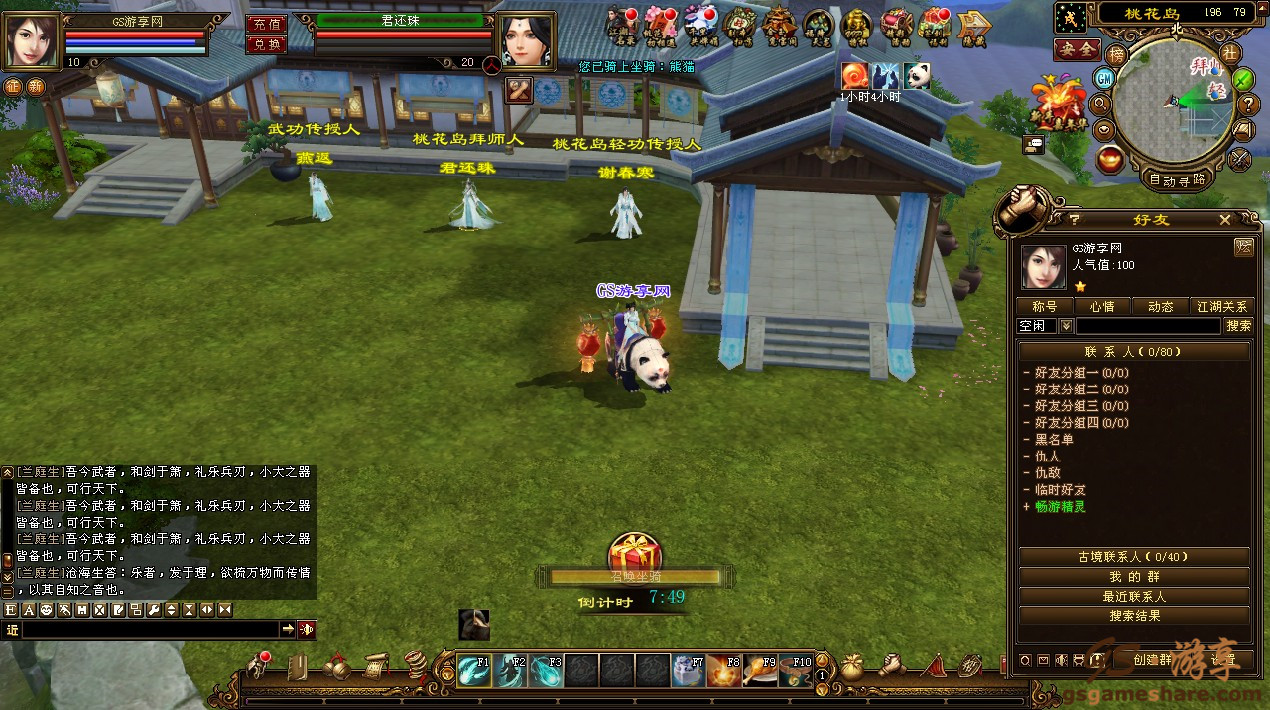 GS游享网
10
充值
兑换
君还珠
20
征
新
您已骑上坐骑：熊猫
1小时4小时
戌
桃花岛
196 79
北
安全
榜
社
GM
拜师
轻
自动寻路
武功传授人
燕返
桃花岛拜师人
君还珠
桃花岛轻功传授人
谢春寒
GS游享网
好友
GS游享网
人气值:100
称号
心情
动态
江湖关系
空闲
搜索
联 系 人 ( 0/80 )
- 好友分组一 (0/0)
- 好友分组二 (0/0)
- 好友分组三 (0/0)
- 好友分组四 (0/0)
- 黑名单
- 仇人
- 仇敌
- 临时好友
+ 畅游精灵
古境联系人 ( 0/40 )
我 的 群
最近联系人
搜索结果
创建群
[兰庭生]吾今武者，和剑于箫，礼乐兵刃，小大之器
皆备也，可行天下。
[兰庭生]吾今武者，和剑于箫，礼乐兵刃，小大之器
皆备也，可行天下。
[兰庭生]吾今武者，和剑于箫，礼乐兵刃，小大之器
皆备也，可行天下。
[兰庭生]沧海生答：乐者，发于理，欲梳万物而传情
，以其自知之音也。
近
召唤坐骑
倒计时 7:49
F1
F2
F3
F7
F8
F9
F10
1
游享
gsgameshare.com